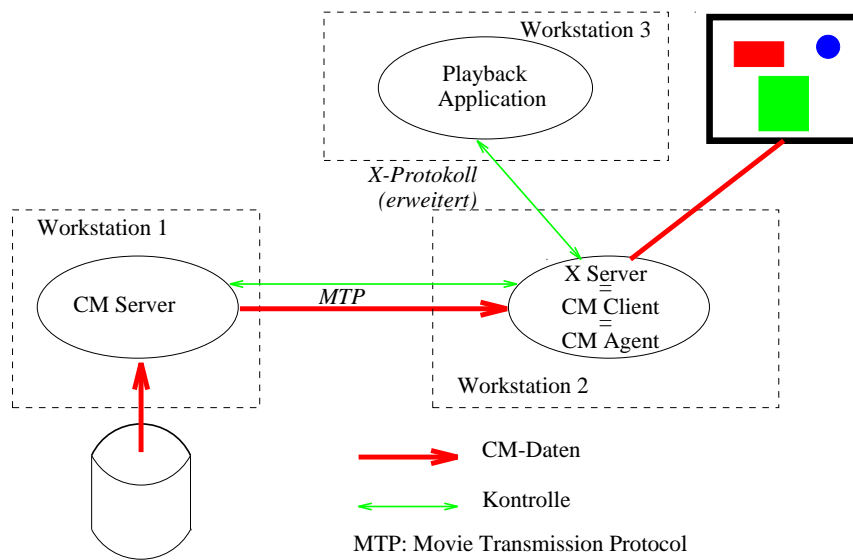 Workstation 3
Playback
Application
X-Protokoll
(erweitert)
Workstation 1
CM Server
MTP
X Server
=
CM Client
=
CM Agent
Workstation 2
CM-Daten
Kontrolle
MTP: Movie Transmission Protocol